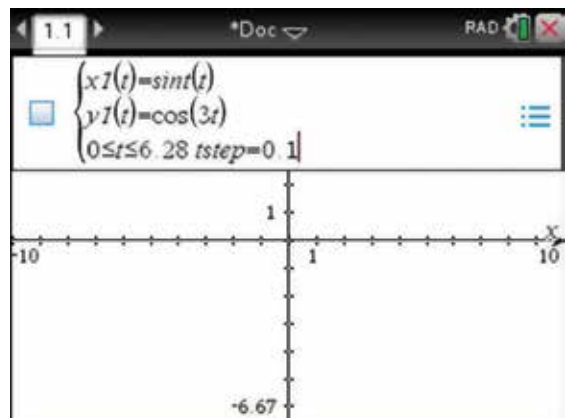 1.1 *Doc RAD
x1(t)=sint(t)
y1(t)=cos(3t)
0≤t≤6.28 tstep=0.1
1
x
-10 1 10
-6.67